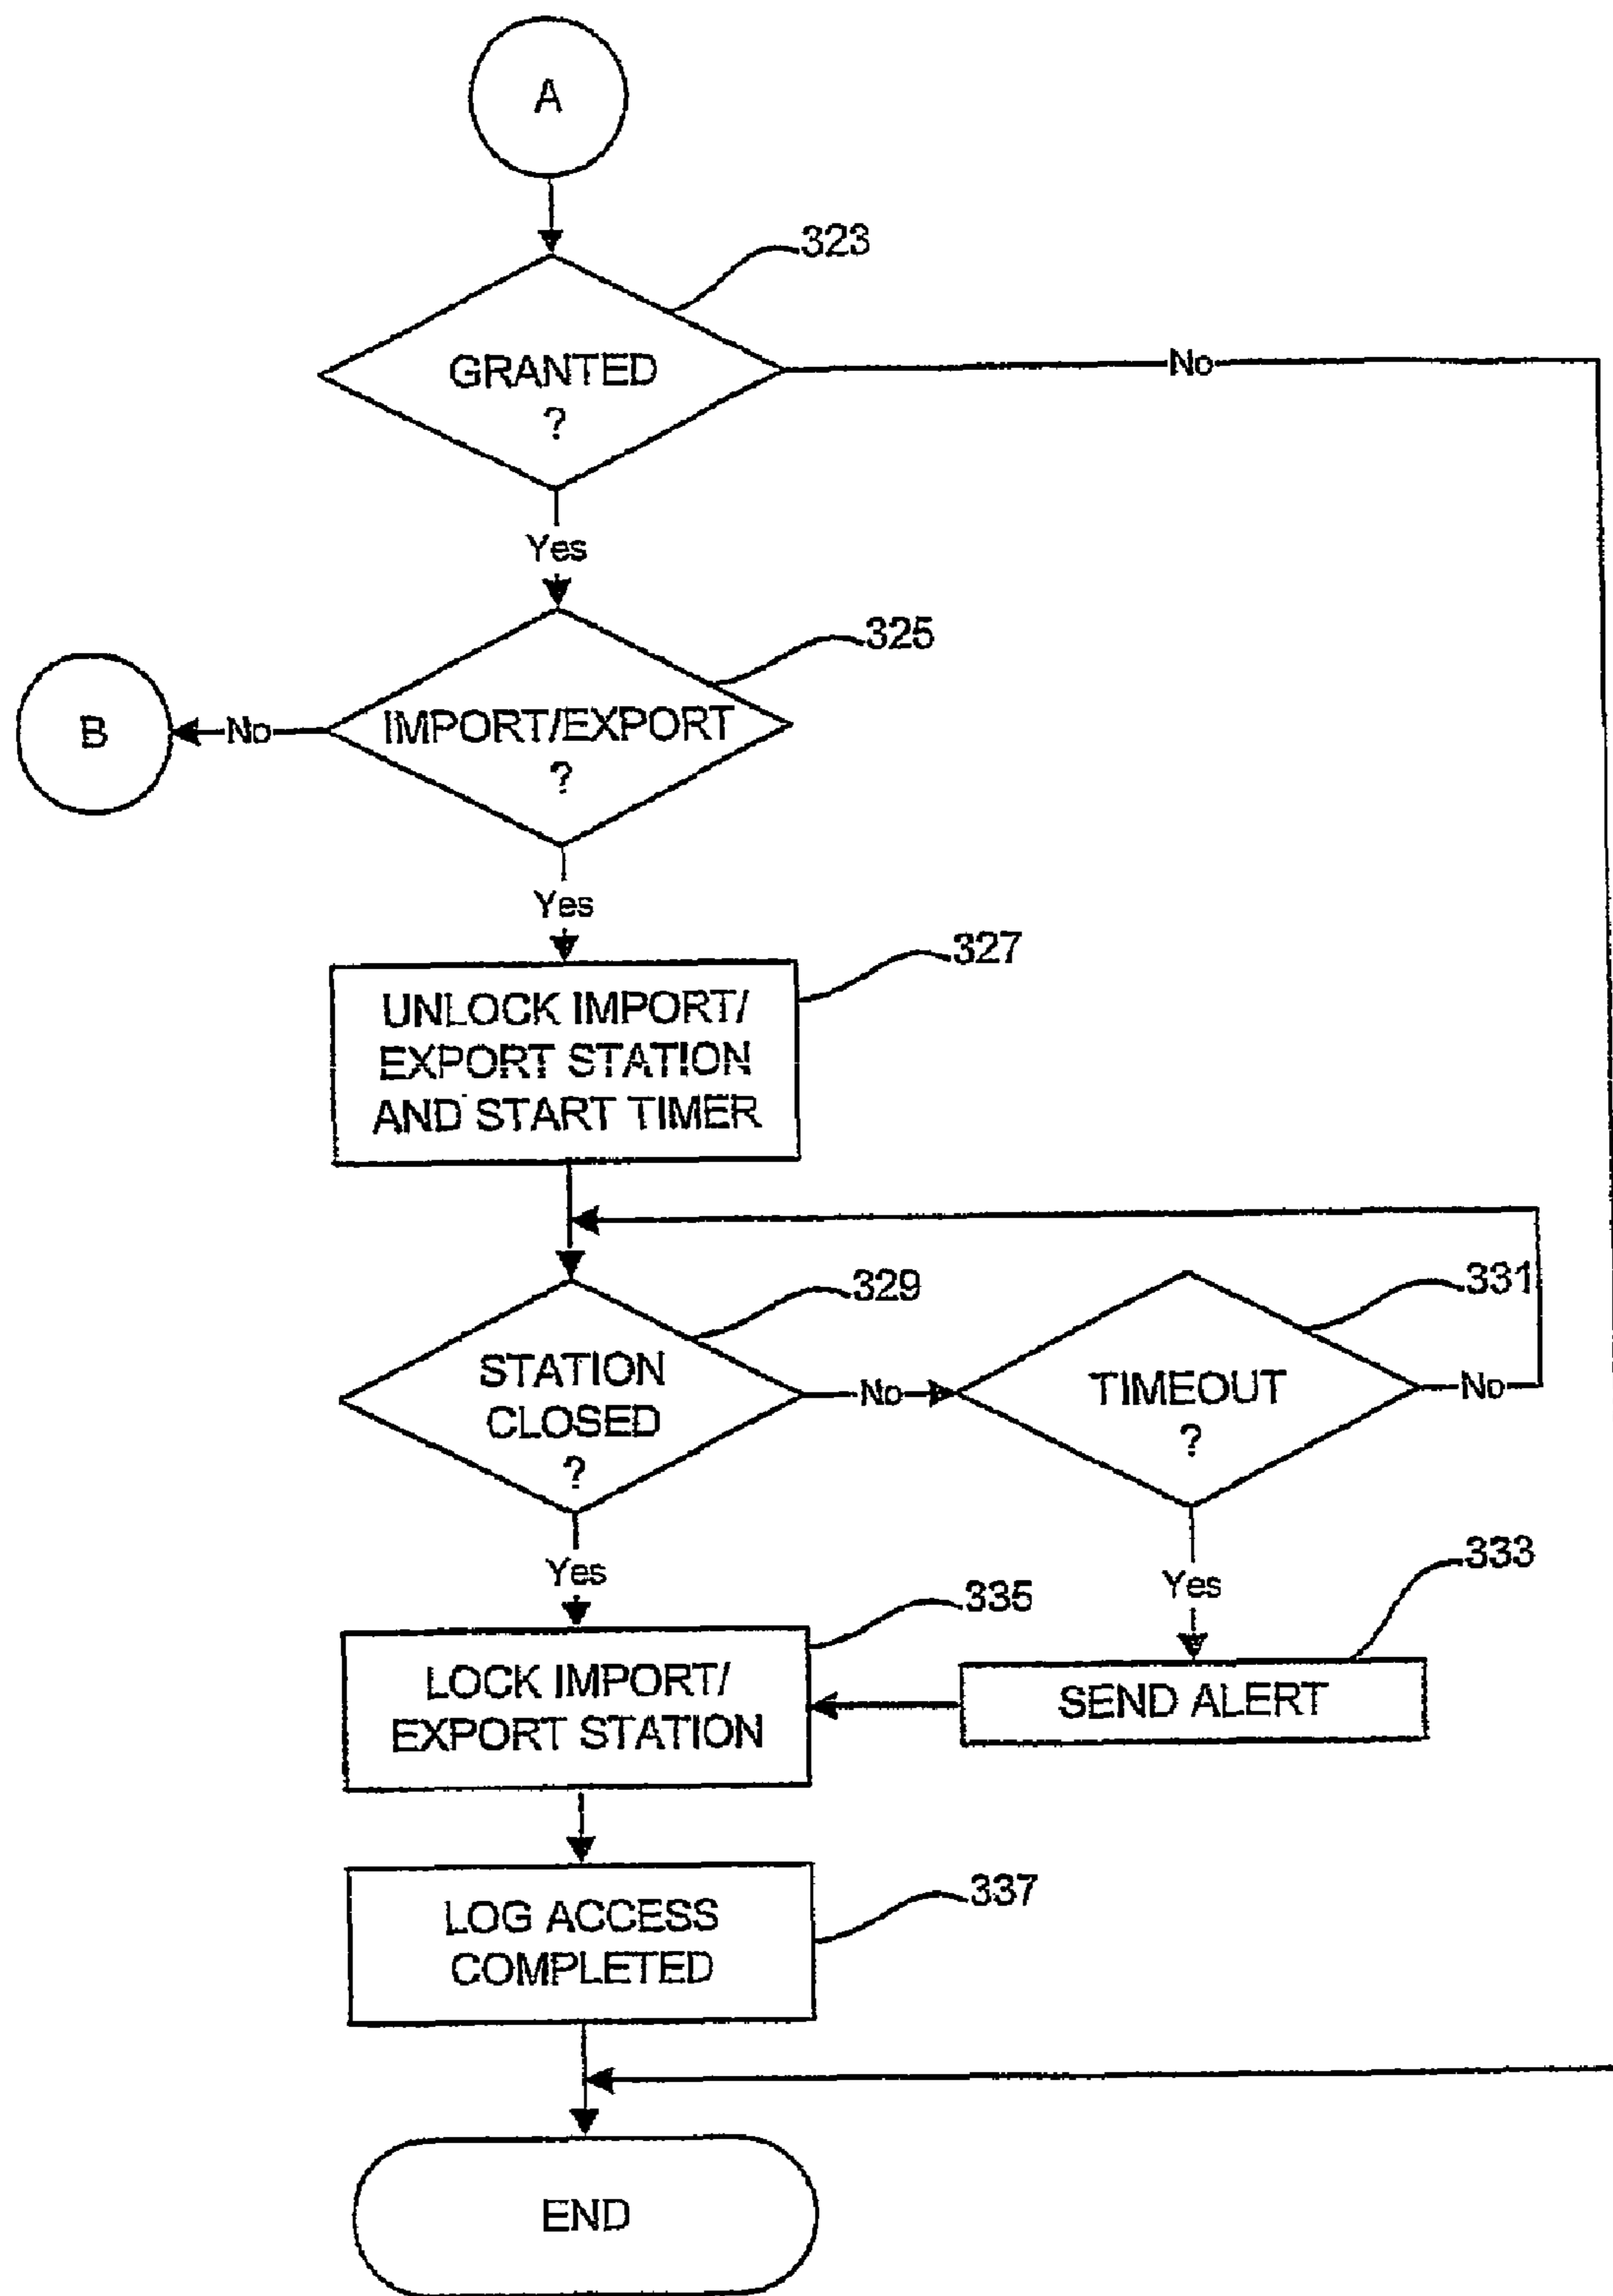 A
323
GRANTED
?
No
Yes
325
IMPORT/EXPORT
?
No
B
Yes
327
UNLOCK IMPORT/
EXPORT STATION
AND START TIMER
329
STATION
CLOSED
?
No
331
TIMEOUT
?
No
Yes
Yes
333
SEND ALERT
335
LOCK IMPORT/
EXPORT STATION
337
LOG ACCESS
COMPLETED
END